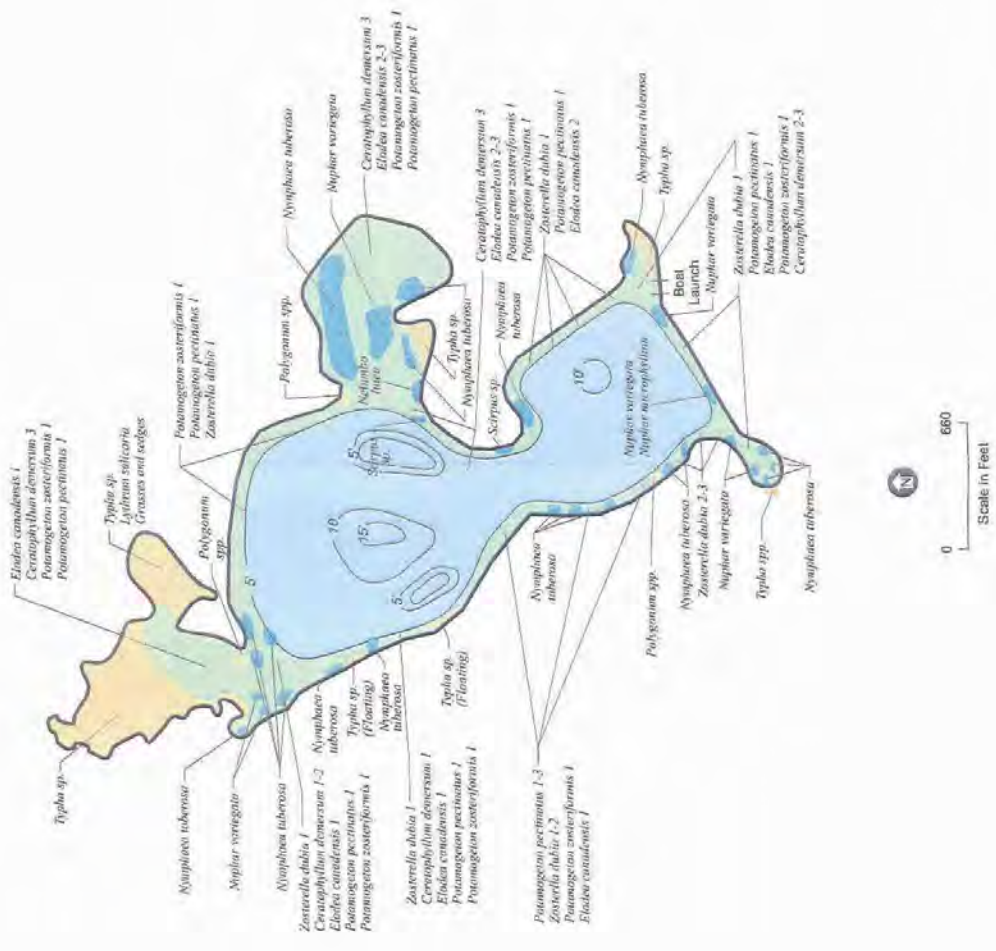 Elodea canadensis 1
Ceratophyllum demersum 3
Potamogeton zosteriformis 1
Potamogeton pectinatus 1
Typha sp.
Lythrum salicaria
Grasses and sedges
Typha sp.
Polygonum
spp.
Potamogeton zosteriformis 1
Potamogeton pectinatus 1
Zosterella dubia 1
Polygonum spp.
Nymphaea tuberosa
Nuphar variegata
Ceratophyllum demersum 3
Elodea canadensis 2-3
Potamogeton zosteriformis 1
Potamogeton pectinatus 1
Nelumbo
lutea
Typha sp.
Nymphaea tuberosa
Scirpus sp.
Nymphaea
tuberosa
Ceratophyllum demersum 3
Elodea canadensis 2-3
Potamogeton zosteriformis 1
Potamogeton pectinatus 1
Zosterella dubia 1
Potamogeton pectinatus 1
Elodea canadensis 2
Nymphaea tuberosa
Typha sp.
Boat
Launch
Nuphar variegata
Zosterella dubia 1
Potamogeton pectinatus 1
Elodea canadensis 1
Potamogeton zosteriformis 1
Ceratophyllum demersum 2-3
5'
5'
Scirpus
sp.
10'
15'
5'
10'
Nuphar variegata
Nuphar microphyllus
Nymphaea tuberosa
Nuphar variegata
Nymphaea tuberosa
Zosterella dubia 1
Ceratophyllum demersum 1-2
Elodea canadensis 1
Potamogeton pectinatus 1
Potamogeton zosteriformis 1
Nymphaea
tuberosa
Typha sp.
(Floating)
Nymphaea
tuberosa
Zosterella dubia 1
Ceratophyllum demersum 1
Elodea canadensis 1
Potamogeton pectinatus 1
Potamogeton zosteriformis 1
Typha sp.
(Floating)
Nymphaea
tuberosa
Potamogeton pectinatus 1-3
Zosterella dubia 1-2
Potamogeton zosteriformis 1
Elodea canadensis 1
Polygonum spp.
Nymphaea tuberosa
Zosterella dubia 2-3
Nuphar variegata
Typha spp.
Nymphaea tuberosa
N
0 660
Scale in Feet